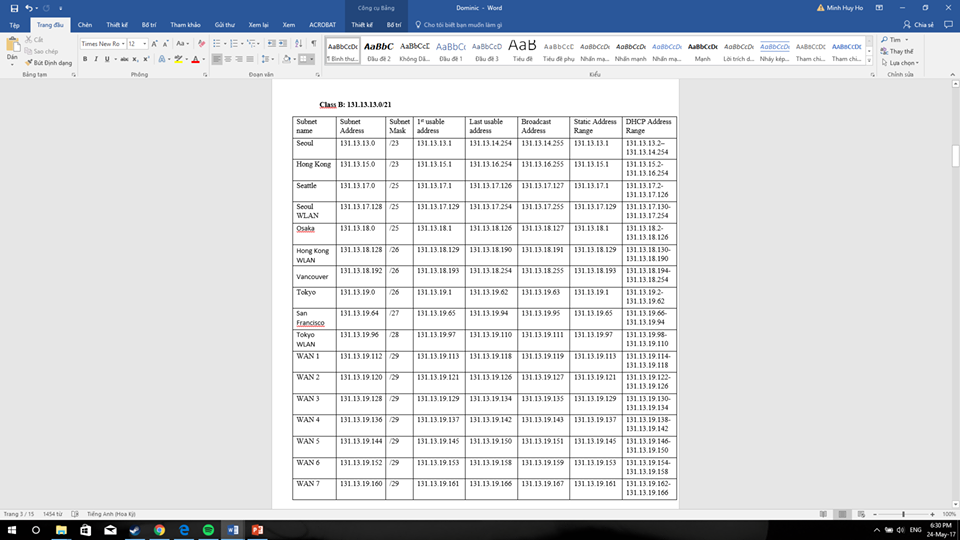 Công cụ Bảng
Dominic - Word
Minh Huy Ho
Tệp Trang đầu Chèn Thiết kế Bố trí Tham khảo Gửi thư Xem lại Xem ACROBAT Thiết kế Bố trí Cho tôi biết bạn muốn làm gì Chia sẻ
Cắt
Sao chép
Bút Định dạng
Bảng tạm
Times New Ro 12
Phông
Đoạn văn
AaBbCcDc
¶ Bình thư...
Đầu đề 2
Không Dã...
Đầu đề 1
Đầu đề 3
Tiêu đề
Tiêu đề phụ
Nhấn mạ...
Nhấn mạ...
Nhấn mạ...
Mạnh
Lời trích d...
Nháy kép...
Tham chi...
Tham chi...
Kiểu
Tìm
Thay thế
Lựa chọn
Chỉnh sửa
Class B: 131.13.13.0/21
Subnet name Subnet Address Subnet Mask 1st usable address Last usable address Broadcast Address Static Address Range DHCP Address Range
Seoul 131.13.13.0 /23 131.13.13.1 131.13.14.254 131.13.14.255 131.13.13.1 131.13.13.2– 131.13.14.254
Hong Kong 131.13.15.0 /23 131.13.15.1 131.13.16.254 131.13.16.255 131.13.15.1 131.13.15.2- 131.13.16.254
Seattle 131.13.17.0 /25 131.13.17.1 131.13.17.126 131.13.17.127 131.13.17.1 131.13.17.2- 131.13.17.126
Seoul WLAN 131.13.17.128 /25 131.13.17.129 131.13.17.254 131.13.17.255 131.13.17.129 131.13.17.130- 131.13.17.254
Osaka 131.13.18.0 /25 131.13.18.1 131.13.18.126 131.13.18.127 131.13.18.1 131.13.18.2- 131.13.18.126
Hong Kong WLAN 131.13.18.128 /26 131.13.18.129 131.13.18.190 131.13.18.191 131.13.18.129 131.13.18.130- 131.13.18.190
Vancouver 131.13.18.192 /26 131.13.18.193 131.13.18.254 131.13.18.255 131.13.18.193 131.13.18.194- 131.13.18.254
Tokyo 131.13.19.0 /26 131.13.19.1 131.13.19.62 131.13.19.63 131.13.19.1 131.13.19.2- 131.13.19.62
San Francisco 131.13.19.64 /27 131.13.19.65 131.13.19.94 131.13.19.95 131.13.19.65 131.13.19.66- 131.13.19.94
Tokyo WLAN 131.13.19.96 /28 131.13.19.97 131.13.19.110 131.13.19.111 131.13.19.97 131.13.19.98- 131.13.19.110
WAN 1 131.13.19.112 /29 131.13.19.113 131.13.19.118 131.13.19.119 131.13.19.113 131.13.19.114- 131.13.19.118
WAN 2 131.13.19.120 /29 131.13.19.121 131.13.19.126 131.13.19.127 131.13.19.121 131.13.19.122- 131.13.19.126
WAN 3 131.13.19.128 /29 131.13.19.129 131.13.19.134 131.13.19.135 131.13.19.129 131.13.19.130- 131.13.19.134
WAN 4 131.13.19.136 /29 131.13.19.137 131.13.19.142 131.13.19.143 131.13.19.137 131.13.19.138- 131.13.19.142
WAN 5 131.13.19.144 /29 131.13.19.145 131.13.19.150 131.13.19.151 131.13.19.145 131.13.19.146- 131.13.19.150
WAN 6 131.13.19.152 /29 131.13.19.153 131.13.19.158 131.13.19.159 131.13.19.153 131.13.19.154- 131.13.19.158
WAN 7 131.13.19.160 /29 131.13.19.161 131.13.19.166 131.13.19.167 131.13.19.161 131.13.19.162- 131.13.19.166
Trang 3 / 15 1454 từ Tiếng Anh (Hoa Kỳ) 100%
ENG
6:30 PM
24-May-17